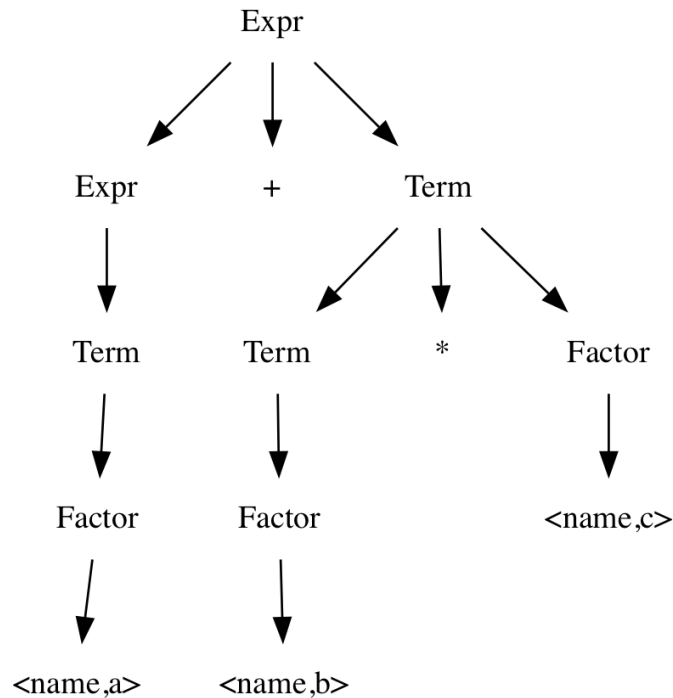 Expr
Expr + Term
Term Term * Factor
Factor Factor <name,c>
<name,a> <name,b>